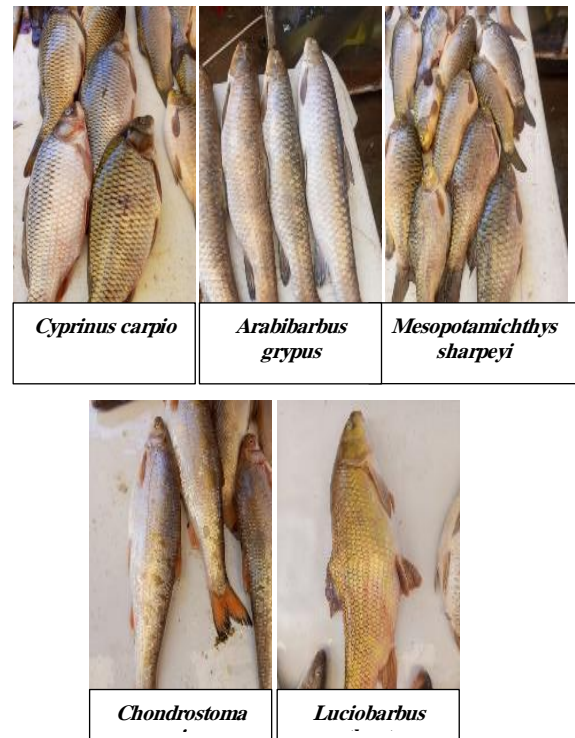 Cyprinus carpio
Arabibarbus
grypus
Mesopotamichthys
sharpeyi
Chondrostoma
Luciobarbus